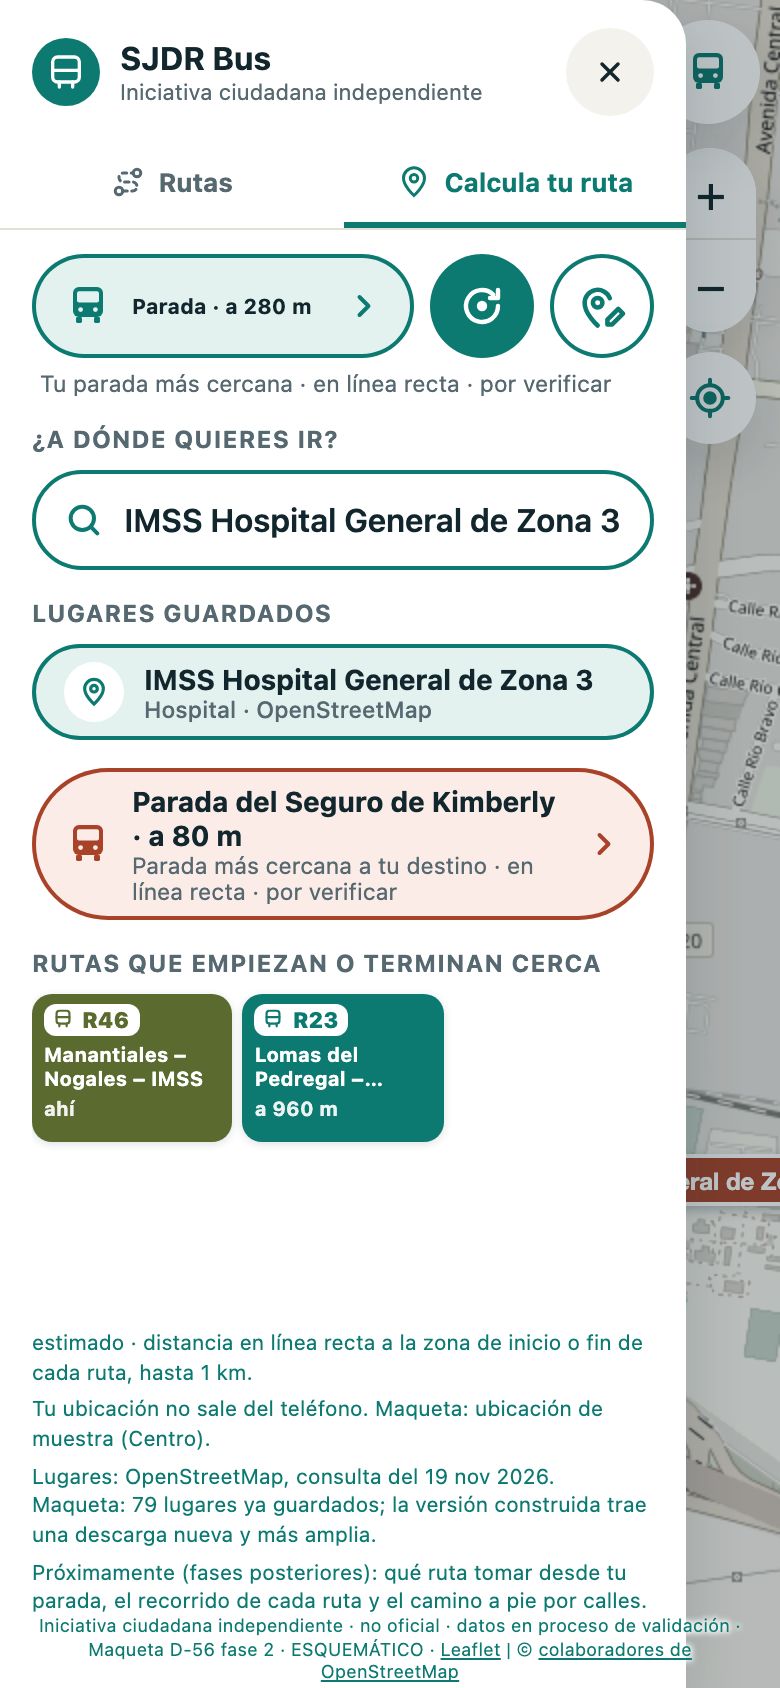 SJDR Bus
Iniciativa ciudadana independiente
Rutas
Calcula tu ruta
Parada · a 280 m
Tu parada más cercana · en línea recta · por verificar
¿A DÓNDE QUIERES IR?
IMSS Hospital General de Zona 3
LUGARES GUARDADOS
IMSS Hospital General de Zona 3
Hospital · OpenStreetMap
Parada del Seguro de Kimberly
· a 80 m
Parada más cercana a tu destino · en
línea recta · por verificar
RUTAS QUE EMPIEZAN O TERMINAN CERCA
R46
Manantiales –
Nogales – IMSS
ahí
R23
Lomas del
Pedregal –...
a 960 m
estimado · distancia en línea recta a la zona de inicio o fin de
cada ruta, hasta 1 km.
Tu ubicación no sale del teléfono. Maqueta: ubicación de
muestra (Centro).
Lugares: OpenStreetMap, consulta del 19 nov 2026.
Maqueta: 79 lugares ya guardados; la versión construida trae
una descarga nueva y más amplia.
Próximamente (fases posteriores): qué ruta tomar desde tu
parada, el recorrido de cada ruta y el camino a pie por calles.
Iniciativa ciudadana independiente · no oficial · datos en proceso de validación ·
Maqueta D-56 fase 2 · ESQUEMÁTICO · Leaflet | © colaboradores de
OpenStreetMap
Avenida Central
+
−
Calle R
Calle Río
Calle Río
Calle Río Bravo
nida Central
20
eral de Zo